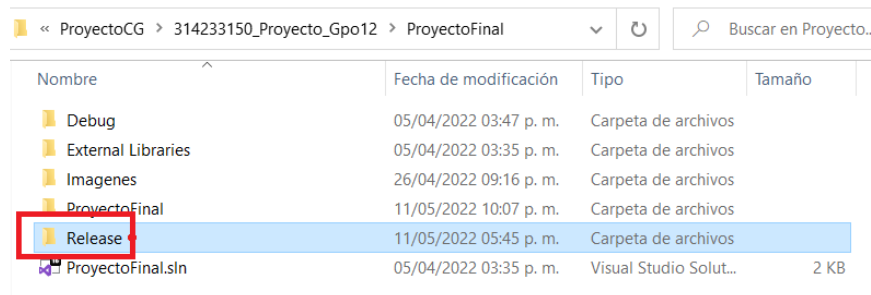 « ProyectoCG > 314233150_Proyecto_Gpo12 > ProyectoFinal Buscar en Proyecto...
Nombre Fecha de modificación Tipo Tamaño
Debug 05/04/2022 03:47 p. m. Carpeta de archivos
External Libraries 05/04/2022 03:35 p. m. Carpeta de archivos
Imagenes 26/04/2022 09:16 p. m. Carpeta de archivos
ProyectoFinal 11/05/2022 10:07 p. m. Carpeta de archivos
Release 11/05/2022 05:45 p. m. Carpeta de archivos
ProyectoFinal.sln 05/04/2022 03:35 p. m. Visual Studio Solut... 2 KB